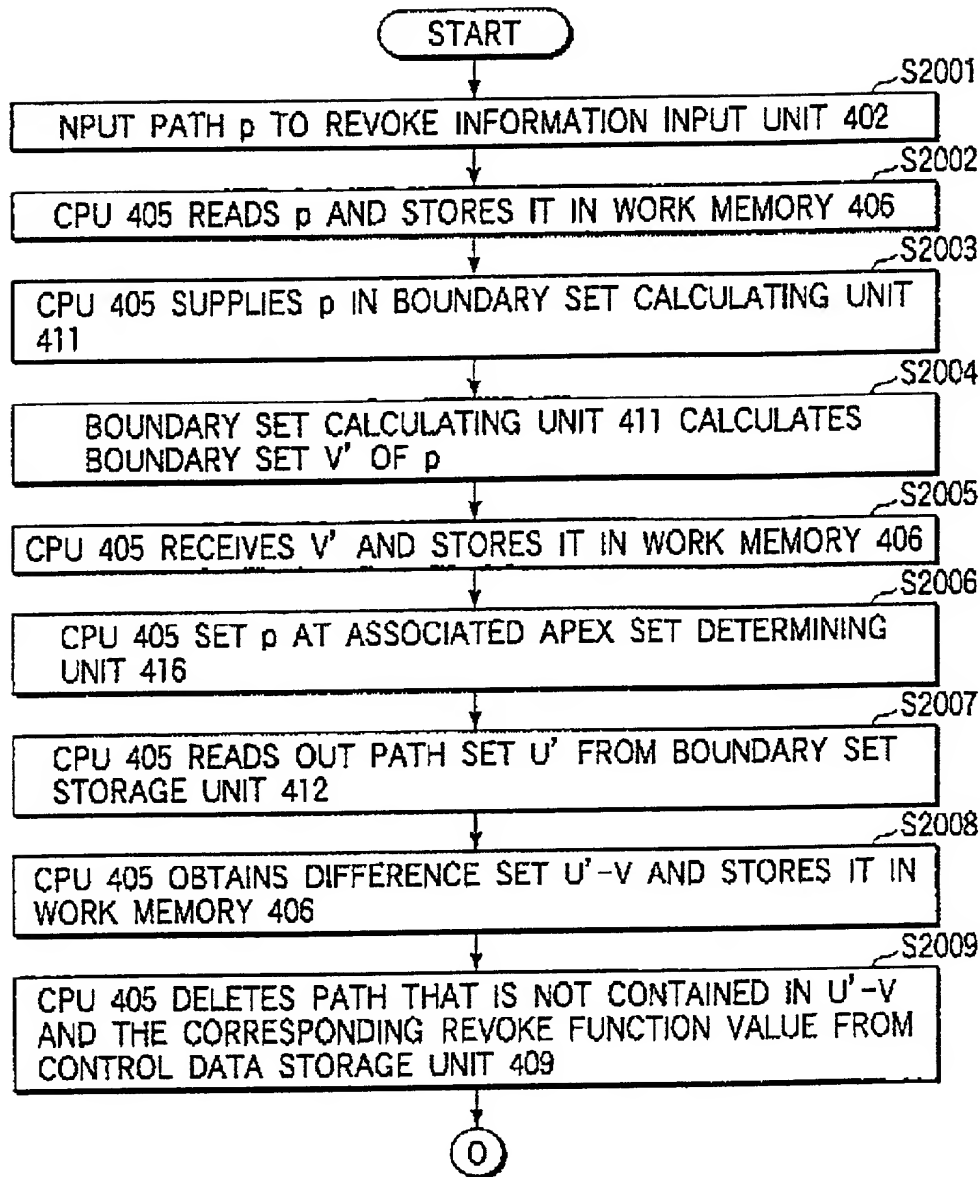 START
S2001
NPUT PATH p TO REVOKE INFORMATION INPUT UNIT 402
S2002
CPU 405 READS p AND STORES IT IN WORK MEMORY 406
S2003
CPU 405 SUPPLIES p IN BOUNDARY SET CALCULATING UNIT
411
S2004
BOUNDARY SET CALCULATING UNIT 411 CALCULATES
BOUNDARY SET V' OF p
S2005
CPU 405 RECEIVES V' AND STORES IT IN WORK MEMORY 406
S2006
CPU 405 SET p AT ASSOCIATED APEX SET DETERMINING
UNIT 416
S2007
CPU 405 READS OUT PATH SET U' FROM BOUNDARY SET
STORAGE UNIT 412
S2008
CPU 405 OBTAINS DIFFERENCE SET U'-V AND STORES IT IN
WORK MEMORY 406
S2009
CPU 405 DELETES PATH THAT IS NOT CONTAINED IN U'-V
AND THE CORRESPONDING REVOKE FUNCTION VALUE FROM
CONTROL DATA STORAGE UNIT 409
O